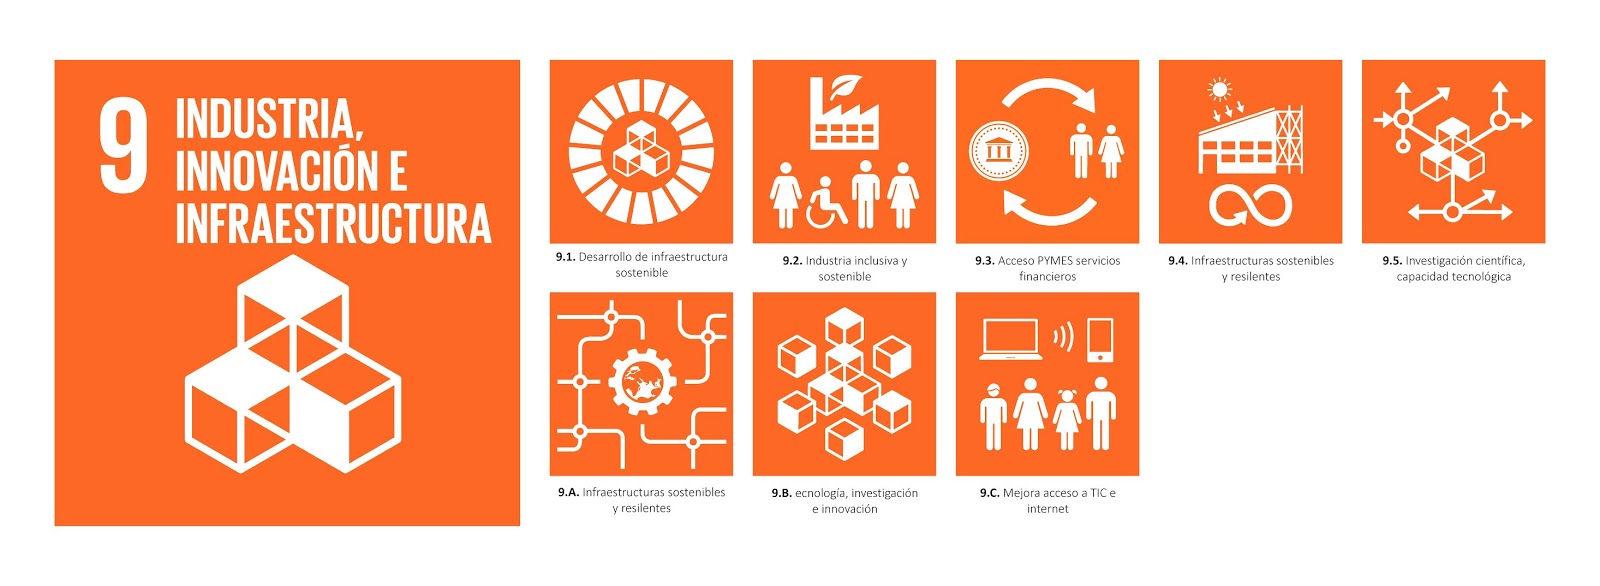 9
INDUSTRIA,
INNOVACIÓN E
INFRAESTRUCTURA
9.1. Desarrollo de infraestructura
sostenible
9.2. Industria inclusiva y
sostenible
9.3. Acceso PYMES servicios
financieros
9.4. Infraestructuras sostenibles
y resilentes
9.5. Investigación científica,
capacidad tecnológica
9.A. Infraestructuras sostenibles
y resilentes
9.B. ecnología, investigación
e innovación
9.C. Mejora acceso a TIC e
internet